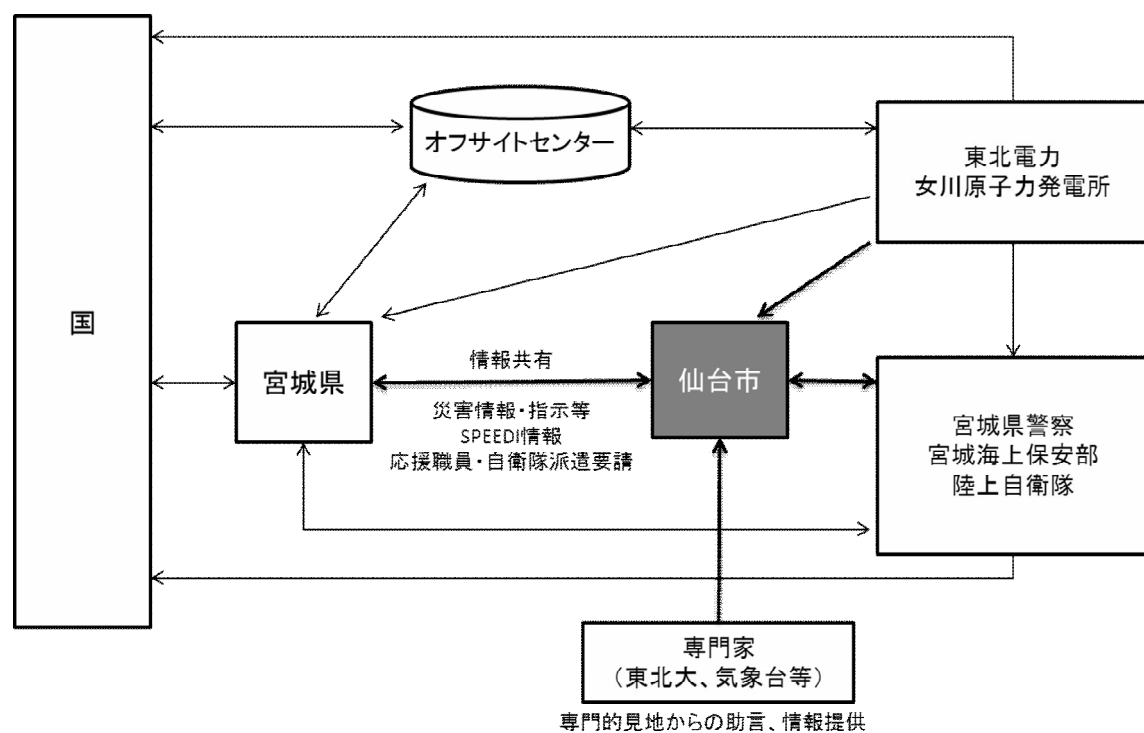 オフサイトセンター
東北電力
女川原子力発電所
国
宮城県
情報共有
災害情報・指示等
SPEEDI情報
応援職員・自衛隊派遣要請
仙台市
宮城県警察
宮城海上保安部
陸上自衛隊
専門家
（東北大、気象台等）
専門的見地からの助言、情報提供